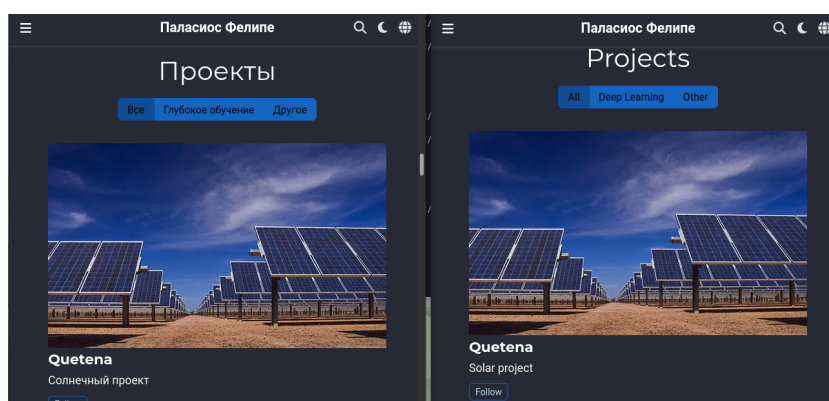 Паласиос Фелипе
Проекты
Все Глубокое обучение Другое
Quetena
Солнечный проект
Паласиос Фелипе
Projects
All Deep Learning Other
Quetena
Solar project
Follow